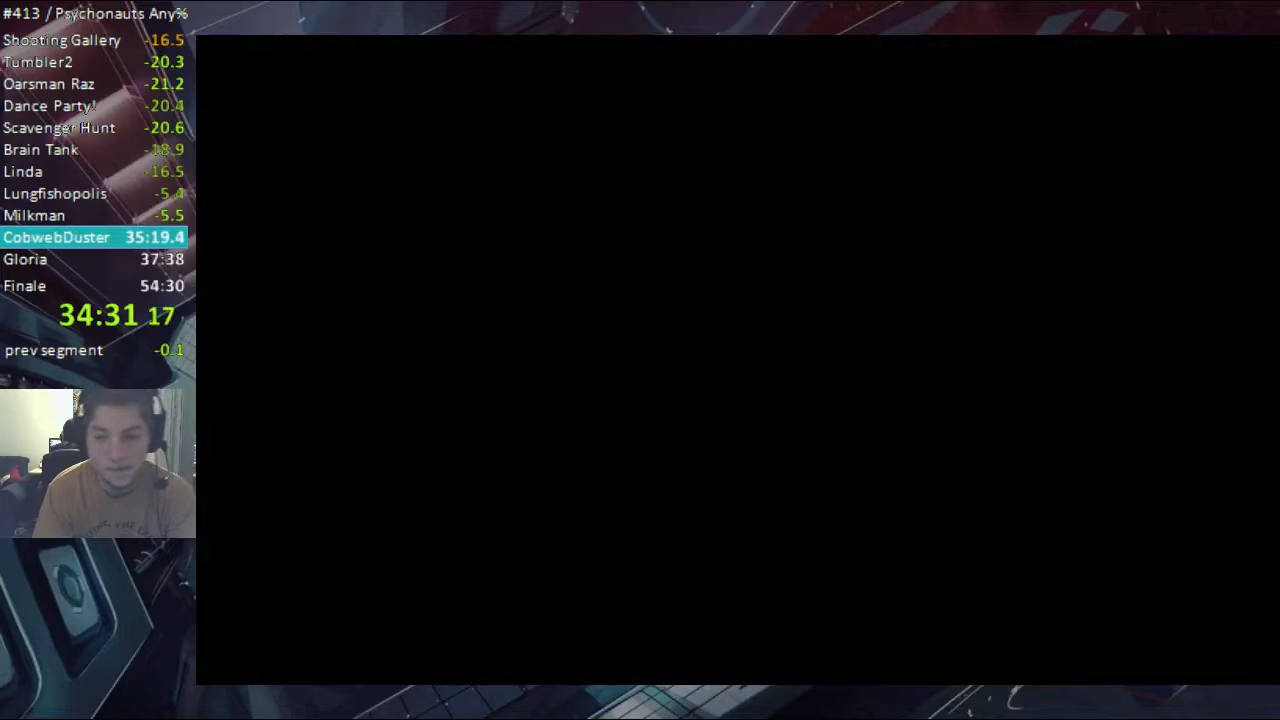 #413 / Psychonauts Any%
Shooting Gallery -16.5
Tumbler2 -20.3
Oarsman Raz -21.2
Dance Party! -20.4
Scavenger Hunt -20.6
Brain Tank -18.9
Linda -16.5
Lungfishopolis -5.4
Milkman -5.5
CobwebDuster 35:19.4
Gloria 37:38
Finale 54:30
34:31 17
prev segment -0.1